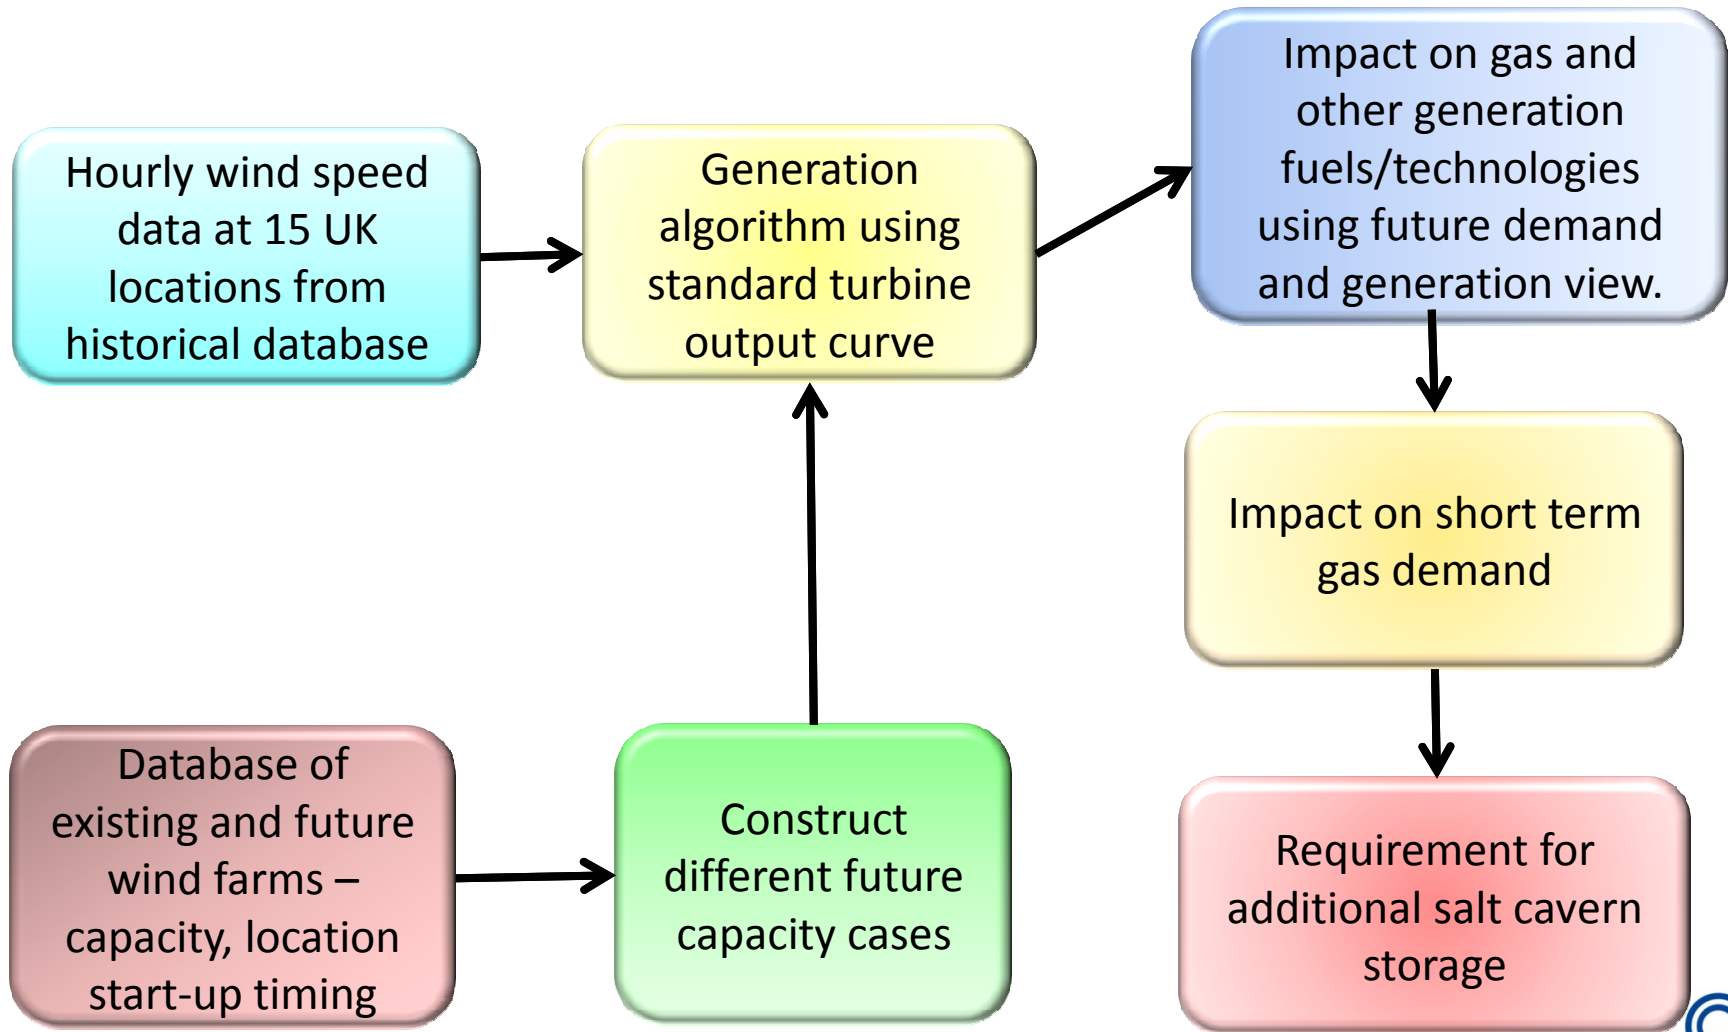 Hourly wind speed
data at 15 UK
locations from
historical database
Generation
algorithm using
standard turbine
output curve
Impact on gas and
other generation
fuels/technologies
using future demand
and generation view.
Impact on short term
gas demand
Database of
existing and future
wind farms –
capacity, location
start-up timing
Construct
different future
capacity cases
Requirement for
additional salt cavern
storage